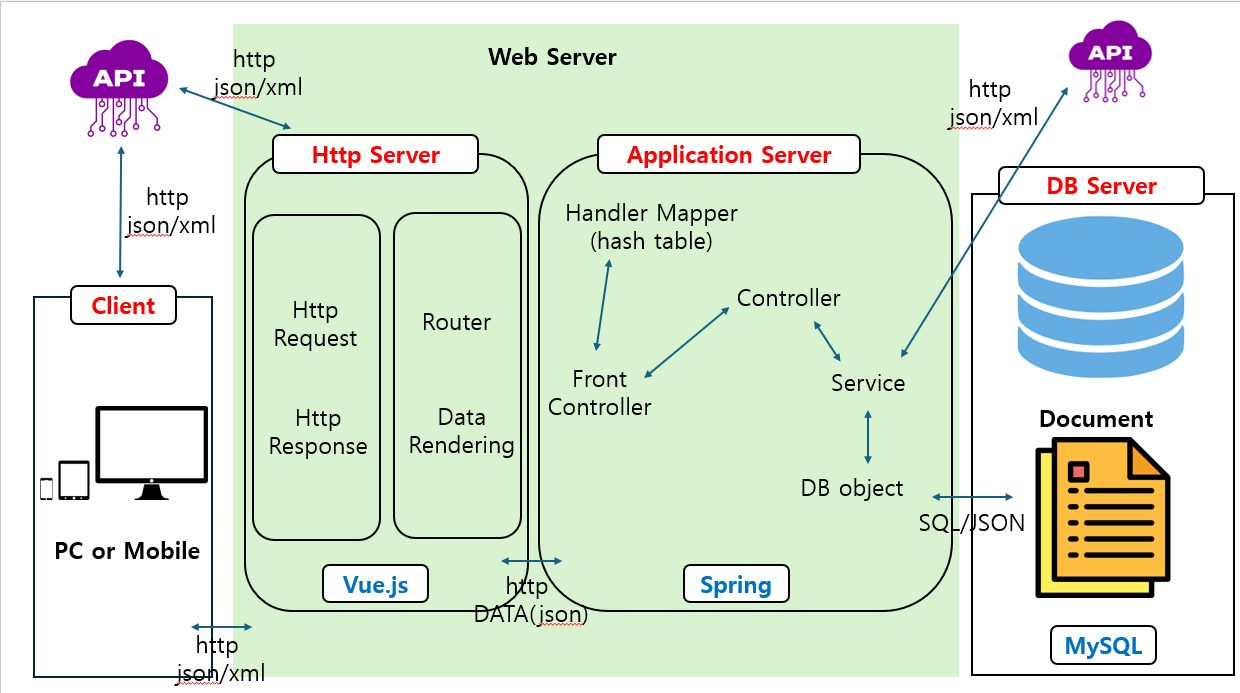 Web Server
API
http
json/xml
API
http
json/xml
Http Server
Application Server
DB Server
http
json/xml
Handler Mapper
(hash table)
Client
Http
Request
Router
Controller
Front
Controller
Service
Http
Response
Data
Rendering
Document
DB object
SQL/JSON
PC or Mobile
Vue.js
http
DATA(json)
Spring
http
json/xml
MySQL